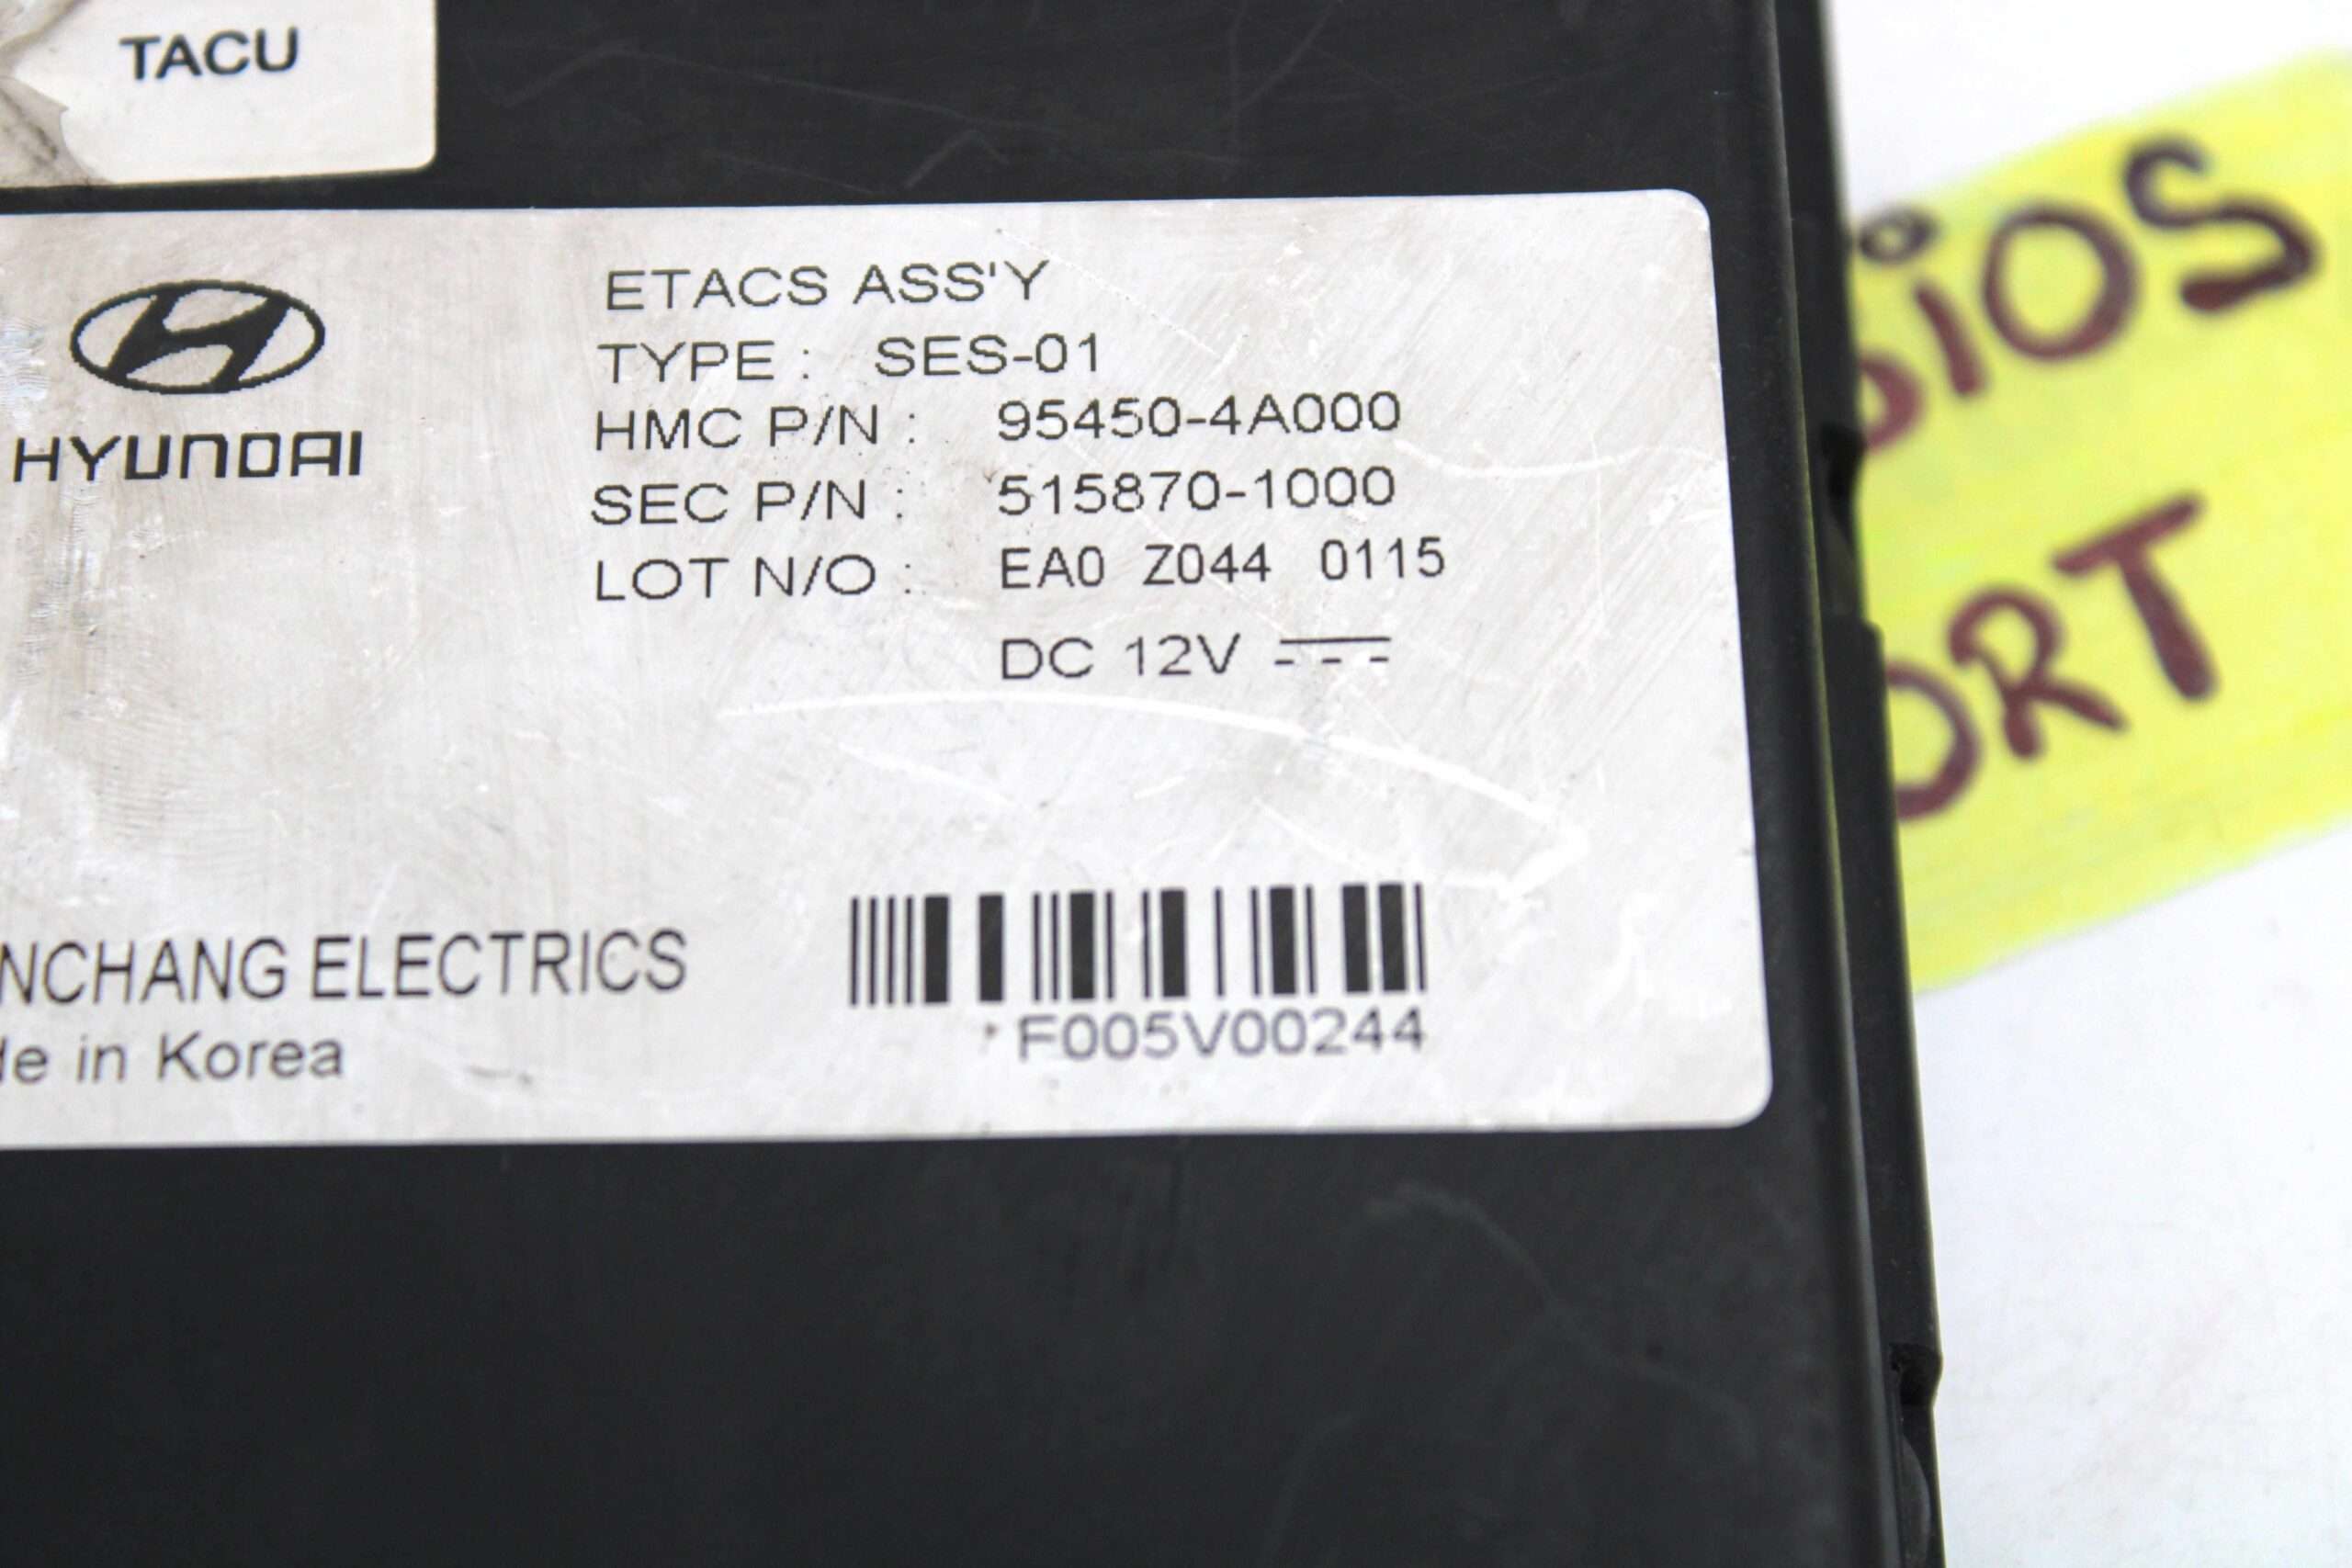 TACU
HYUNDAI
ETACS ASS'Y
TYPE : SES-01
HMC P/N : 95450-4A000
SEC P/N : 515870-1000
LOT N/O : EA0 Z044 0115
DC 12V
NCHANG ELECTRICS
de in Korea
F005V00244
iOS
ORT